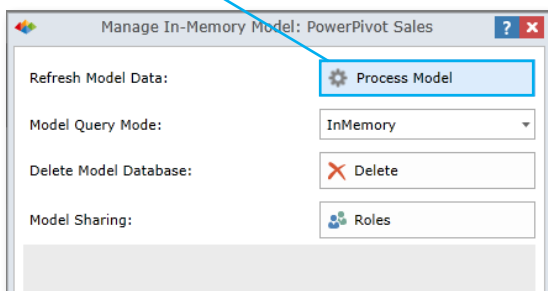 Manage In-Memory Model: PowerPivot Sales ? X
Refresh Model Data: Process Model
Model Query Mode: InMemory
Delete Model Database: Delete
Model Sharing: Roles